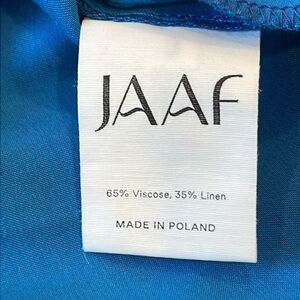 JAAF
65% Viscose, 35% Linen
MADE IN POLAND